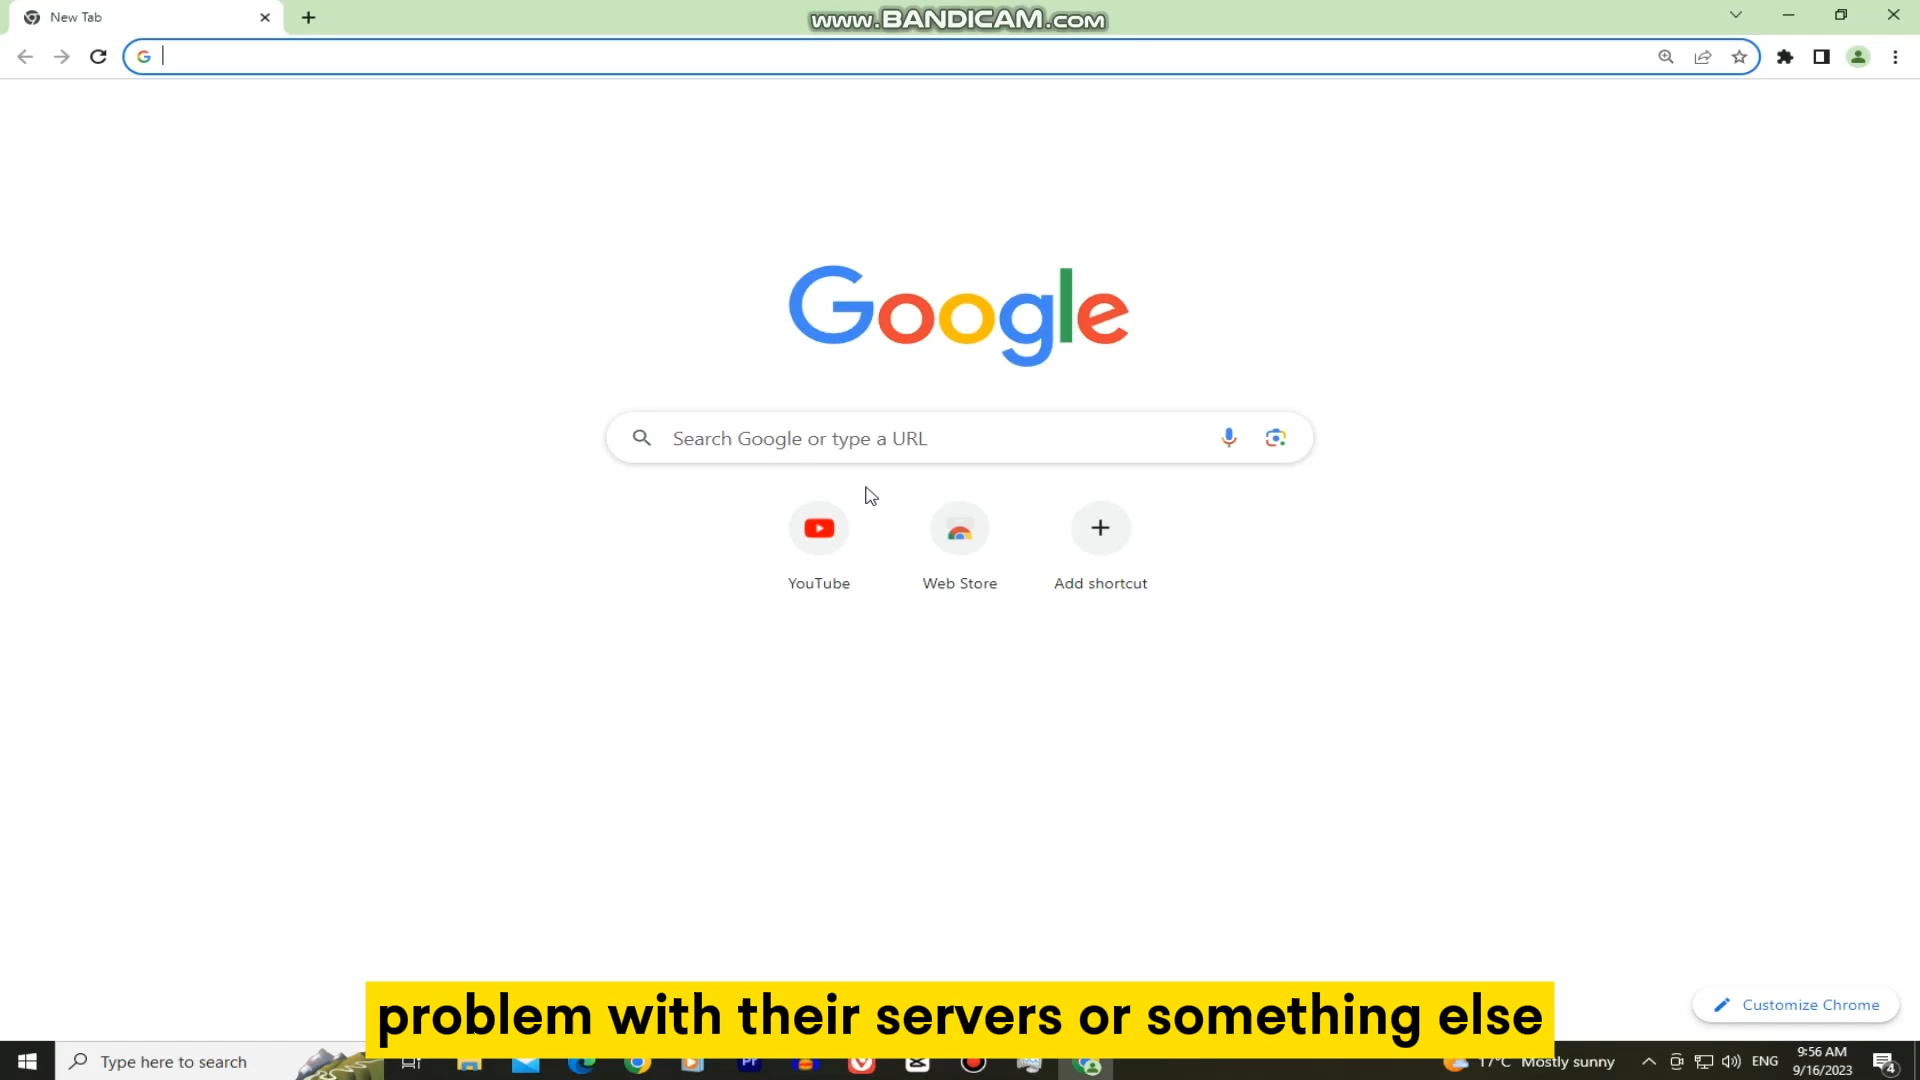 New Tab
www.BANDICAM.com
Google
Search Google or type a URL
YouTube
Web Store
Add shortcut
Customize Chrome
problem with their servers or something else
Type here to search
Pr
17°C Mostly sunny
ENG
9:56 AM
9/16/2023
4